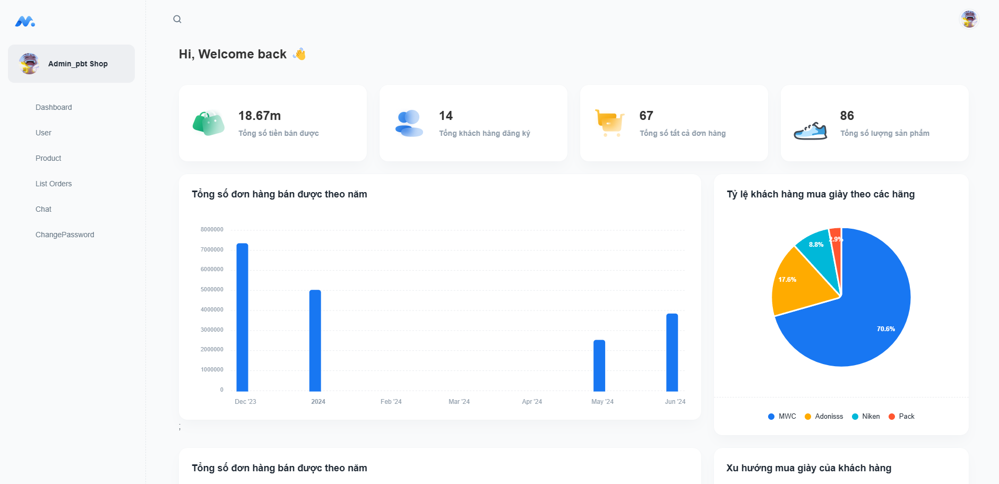 Hi, Welcome back 👋
Admin_pbt Shop
Dashboard
User
Product
List Orders
Chat
ChangePassword
18.67m
Tổng số tiền bán được
14
Tổng khách hàng đăng ký
67
Tổng số tất cả đơn hàng
86
Tổng số lượng sản phẩm
Tổng số đơn hàng bán được theo năm
8000000
7000000
6000000
5000000
4000000
3000000
2000000
1000000
0
Dec '23
2024
Feb '24
Mar '24
Apr '24
May '24
Jun '24
;
Tỷ lệ khách hàng mua giày theo các hãng
2.9%
8.8%
17.6%
70.6%
MWC
Adonisss
Niken
Pack
Tổng số đơn hàng bán được theo năm
Xu hướng mua giày của khách hàng